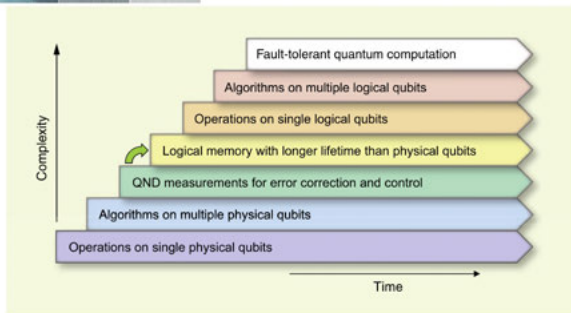 Fault-tolerant quantum computation
Algorithms on multiple logical qubits
Operations on single logical qubits
Logical memory with longer lifetime than physical qubits
QND measurements for error correction and control
Algorithms on multiple physical qubits
Operations on single physical qubits
Complexity
Time